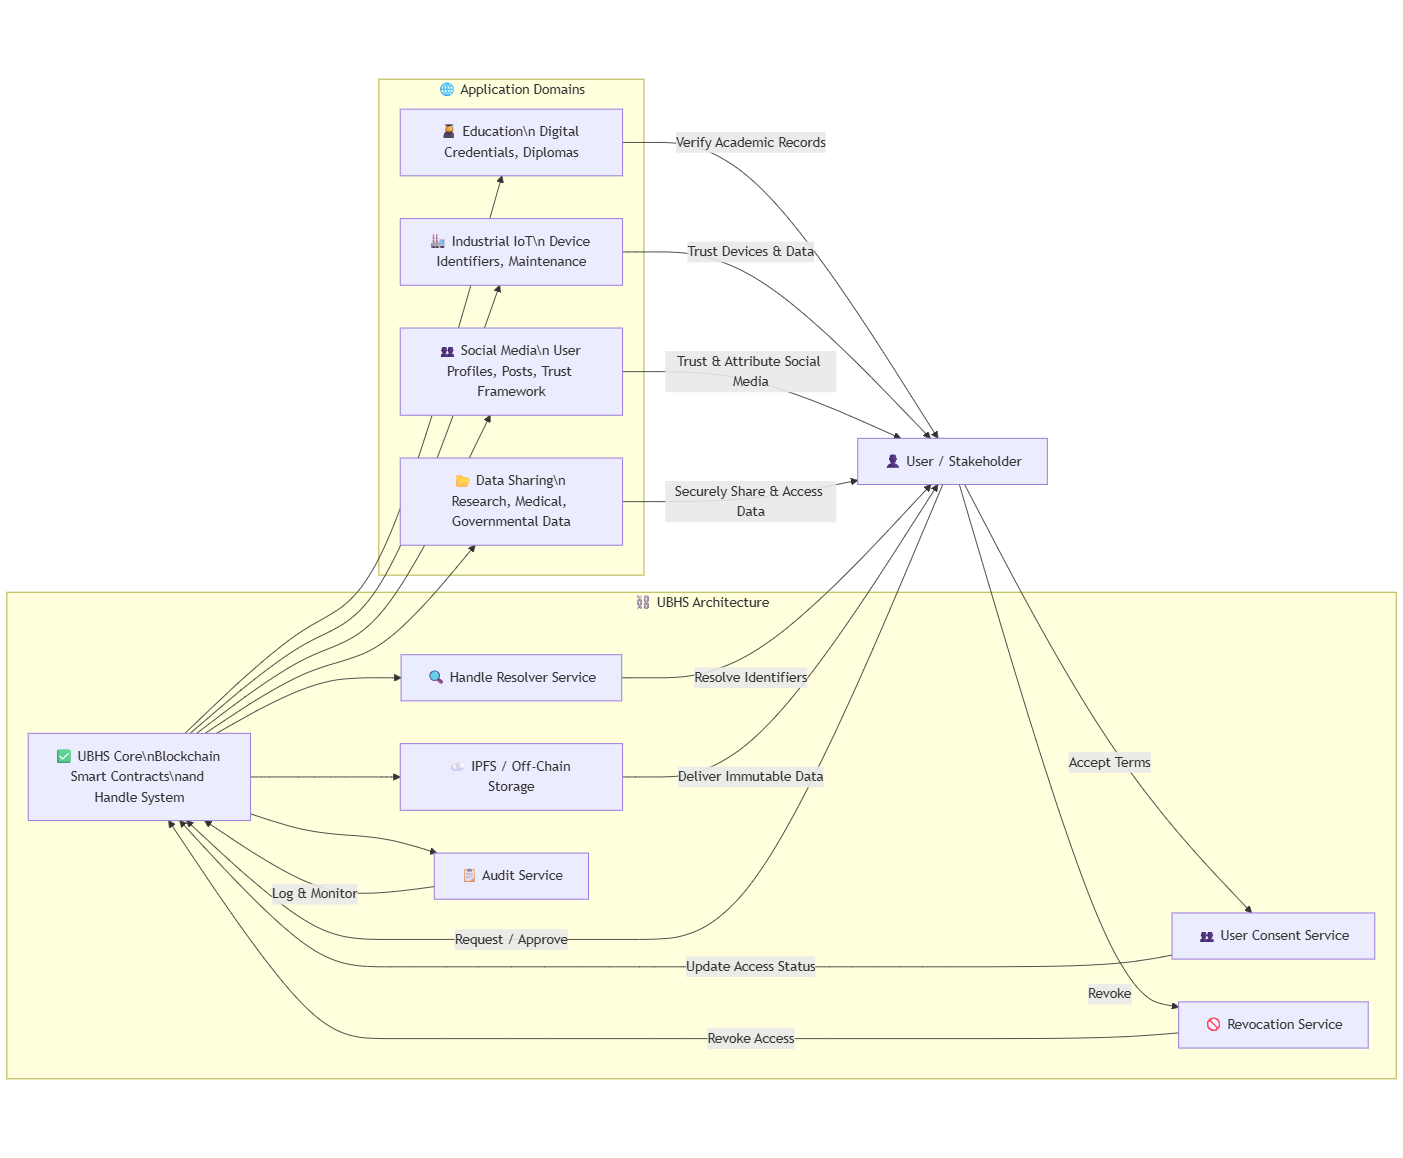 🌐 Application Domains
👩‍🎓 Education\n Digital
Credentials, Diplomas
Verify Academic Records
🏭 Industrial IoT\n Device
Identifiers, Maintenance
Trust Devices & Data
👥 Social Media\n User
Profiles, Posts, Trust
Framework
Trust & Attribute Social
Media
👤 User / Stakeholder
📂 Data Sharing\n
Research, Medical,
Governmental Data
Securely Share & Access
Data
⛓️ UBHS Architecture
🔍 Handle Resolver Service
Resolve Identifiers
✅ UBHS Core\nBlockchain
Smart Contracts\nand
Handle System
☁️ IPFS / Off-Chain
Storage
Deliver Immutable Data
Accept Terms
📋 Audit Service
Log & Monitor
Request / Approve
👥 User Consent Service
Update Access Status
Revoke
🚫 Revocation Service
Revoke Access